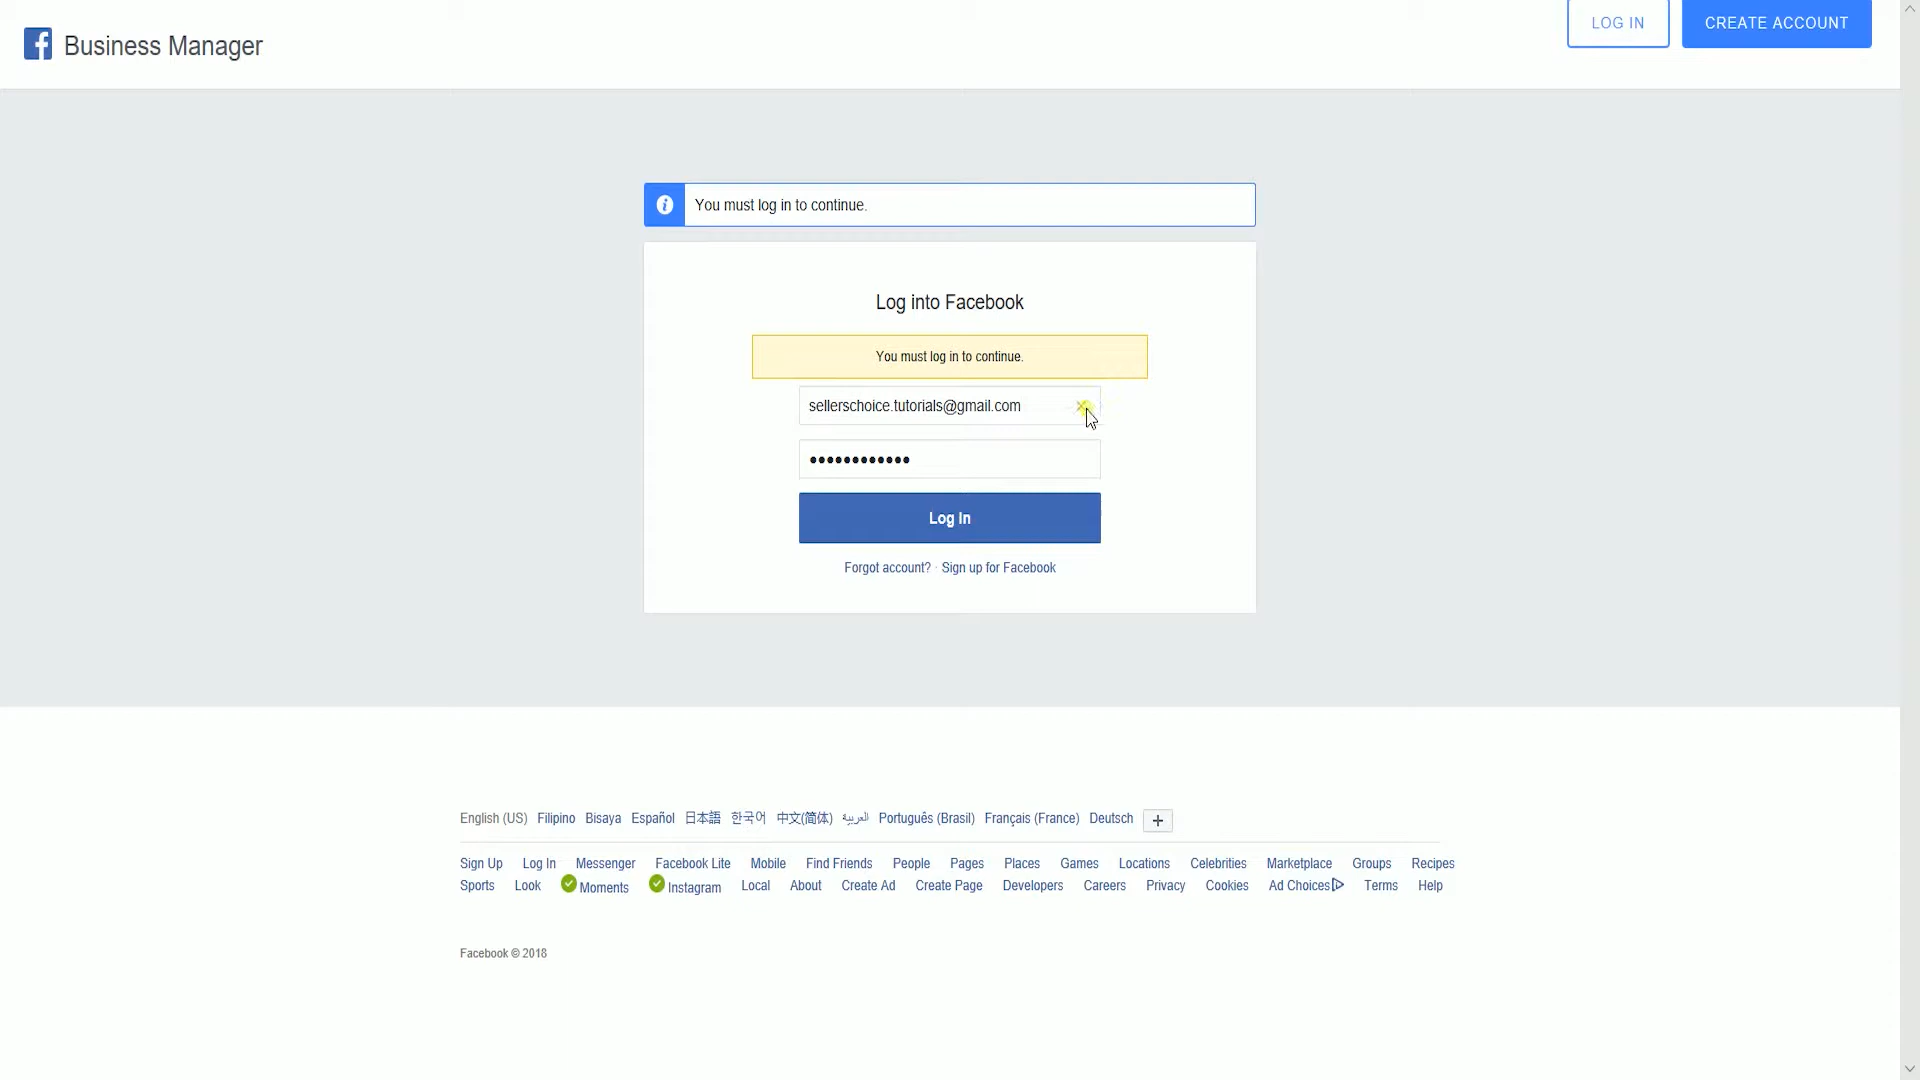 Business Manager
LOG IN
CREATE ACCOUNT
You must log in to continue.
Log into Facebook
You must log in to continue.
sellerschoice.tutorials@gmail.com
••••••••••••
Log In
Forgot account? · Sign up for Facebook
English (US) Filipino Bisaya Español 日本語 한국어 中文(简体) العربية Português (Brasil) Français (France) Deutsch +
Sign Up Log In Messenger Facebook Lite Mobile Find Friends People Pages Places Games Locations Celebrities Marketplace Groups Recipes
Sports Look Moments Instagram Local About Create Ad Create Page Developers Careers Privacy Cookies Ad Choices Terms Help
Facebook © 2018